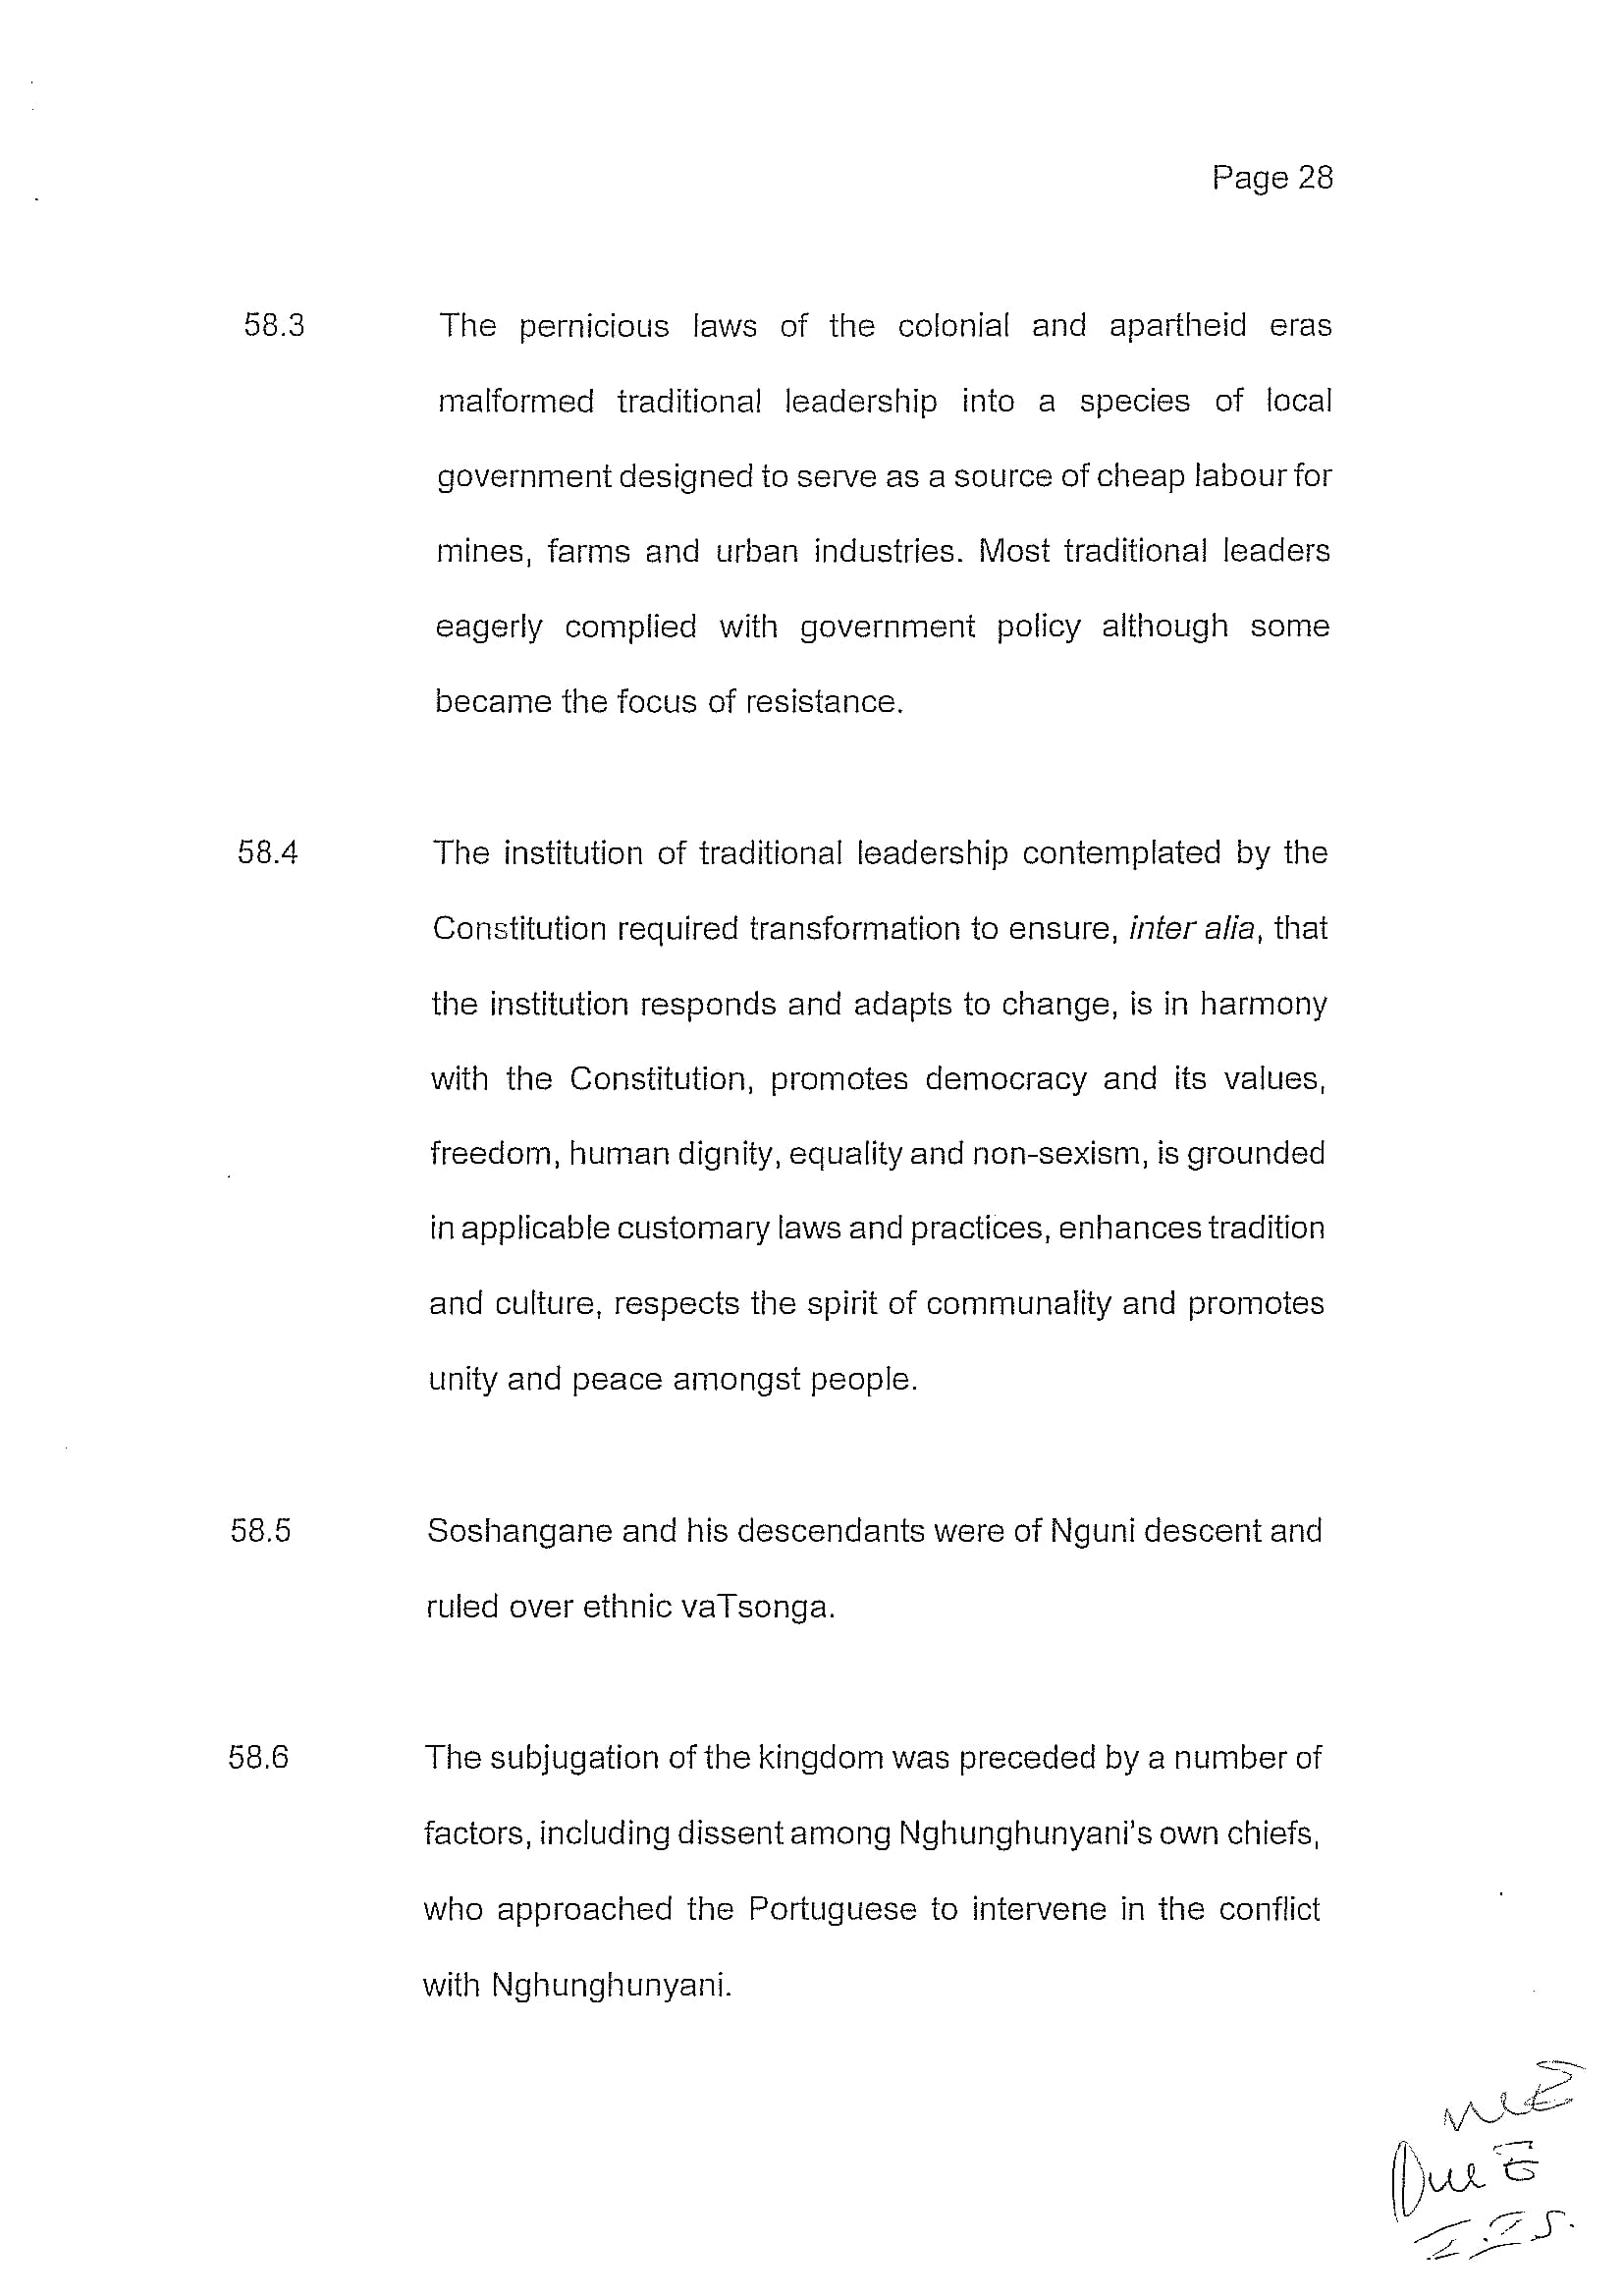 Page 28
58.3 The pernicious laws of the colonial and apartheid eras
malformed traditional leadership into a species of local
government designed to serve as a source of cheap labour for
mines, farms and urban industries. Most traditional leaders
eagerly complied with government policy although some
became the focus of resistance.
58.4 The institution of traditional leadership contemplated by the
Constitution required transformation to ensure, inter alia, that
the institution responds and adapts to change, is in harmony
with the Constitution, promotes democracy and its values,
freedom, human dignity, equality and non-sexism, is grounded
in applicable customary laws and practices, enhances tradition
and culture, respects the spirit of communality and promotes
unity and peace amongst people.
58.5 Soshangane and his descendants were of Nguni descent and
ruled over ethnic vaTsonga.
58.6 The subjugation of the kingdom was preceded by a number of
factors, including dissent among Nghunghunyani's own chiefs,
who approached the Portuguese to intervene in the conflict
with Nghunghunyani.